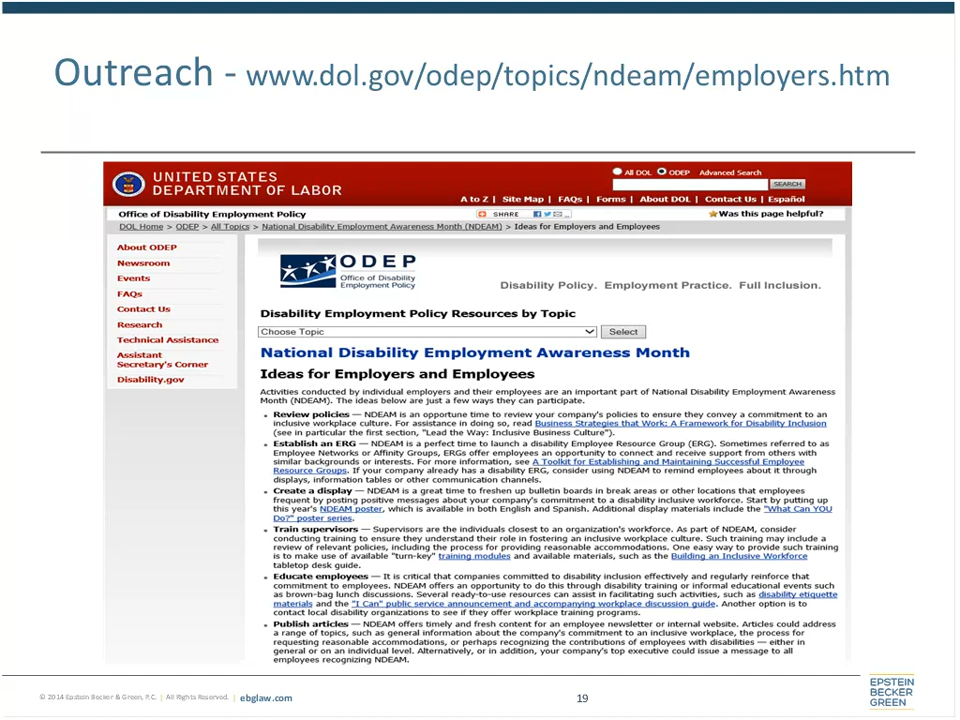 Outreach - www.dol.gov/odep/topics/ndeam/employers.htm
UNITED STATES
DEPARTMENT OF LABOR
All DOL ODEP Advanced Search
SEARCH
A to Z | Site Map | FAQs | Forms | About DOL | Contact Us | Español
Office of Disability Employment Policy
SHARE
Was this page helpful?
DOL Home > ODEP > All Topics > National Disability Employment Awareness Month (NDEAM) > Ideas for Employers and Employees
About ODEP
Newsroom
Events
FAQs
Contact Us
Research
Technical Assistance
Assistant
Secretary's Corner
Disability.gov
ODEP
Office of Disability
Employment Policy
Disability Policy. Employment Practice. Full Inclusion.
Disability Employment Policy Resources by Topic
Choose Topic
Select
National Disability Employment Awareness Month
Ideas for Employers and Employees
Activities conducted by individual employers and their employees are an important part of National Disability Employment Awareness
Month (NDEAM). The ideas below are just a few ways they can participate.
• Review policies — NDEAM is an opportune time to review your company's policies to ensure they convey a commitment to an
inclusive workplace culture. For assistance in doing so, read Business Strategies that Work: A Framework for Disability Inclusion
(see in particular the first section, "Lead the Way: Inclusive Business Culture").
• Establish an ERG — NDEAM is a perfect time to launch a disability Employee Resource Group (ERG). Sometimes referred to as
Employee Networks or Affinity Groups, ERGs offer employees an opportunity to connect and receive support from others with
similar backgrounds or interests. For more information, see A Toolkit for Establishing and Maintaining Successful Employee
Resource Groups. If your company already has a disability ERG, consider using NDEAM to remind employees about it through
displays, information tables or other communication channels.
• Create a display — NDEAM is a great time to freshen up bulletin boards in break areas or other locations that employees
frequent by posting positive messages about your company's commitment to a disability inclusive workforce. Start by putting up
this year's NDEAM poster, which is available in both English and Spanish. Additional display materials include the "What Can YOU
Do?" poster series.
• Train supervisors — Supervisors are the individuals closest to an organization's workforce. As part of NDEAM, consider
conducting training to ensure they understand their role in fostering an inclusive workplace culture. Such training may include a
review of relevant policies, including the process for providing reasonable accommodations. One easy way to provide such training
is to make use of available "turn-key" training modules and available materials, such as the Building an Inclusive Workforce
tabletop desk guide.
• Educate employees — It is critical that companies committed to disability inclusion effectively and regularly reinforce that
commitment to employees. NDEAM offers an opportunity to do this through disability training or informal educational events such
as brown-bag lunch discussions. Several ready-to-use resources can assist in facilitating such activities, such as disability etiquette
materials and the "I Can" public service announcement and accompanying workplace discussion guide. Another option is to
contact local disability organizations to see if they offer workplace training programs.
• Publish articles — NDEAM offers timely and fresh content for an employee newsletter or internal website. Articles could address
a range of topics, such as general information about the company's commitment to an inclusive workplace, the process for
requesting reasonable accommodations, or perhaps recognizing the contributions of employees with disabilities — either in
general or on an individual level. Alternatively, or in addition, your company's top executive could issue a message to all
employees recognizing NDEAM.
© 2014 Epstein Becker & Green, P.C. | All Rights Reserved. | ebglaw.com
19
EPSTEIN
BECKER
GREEN